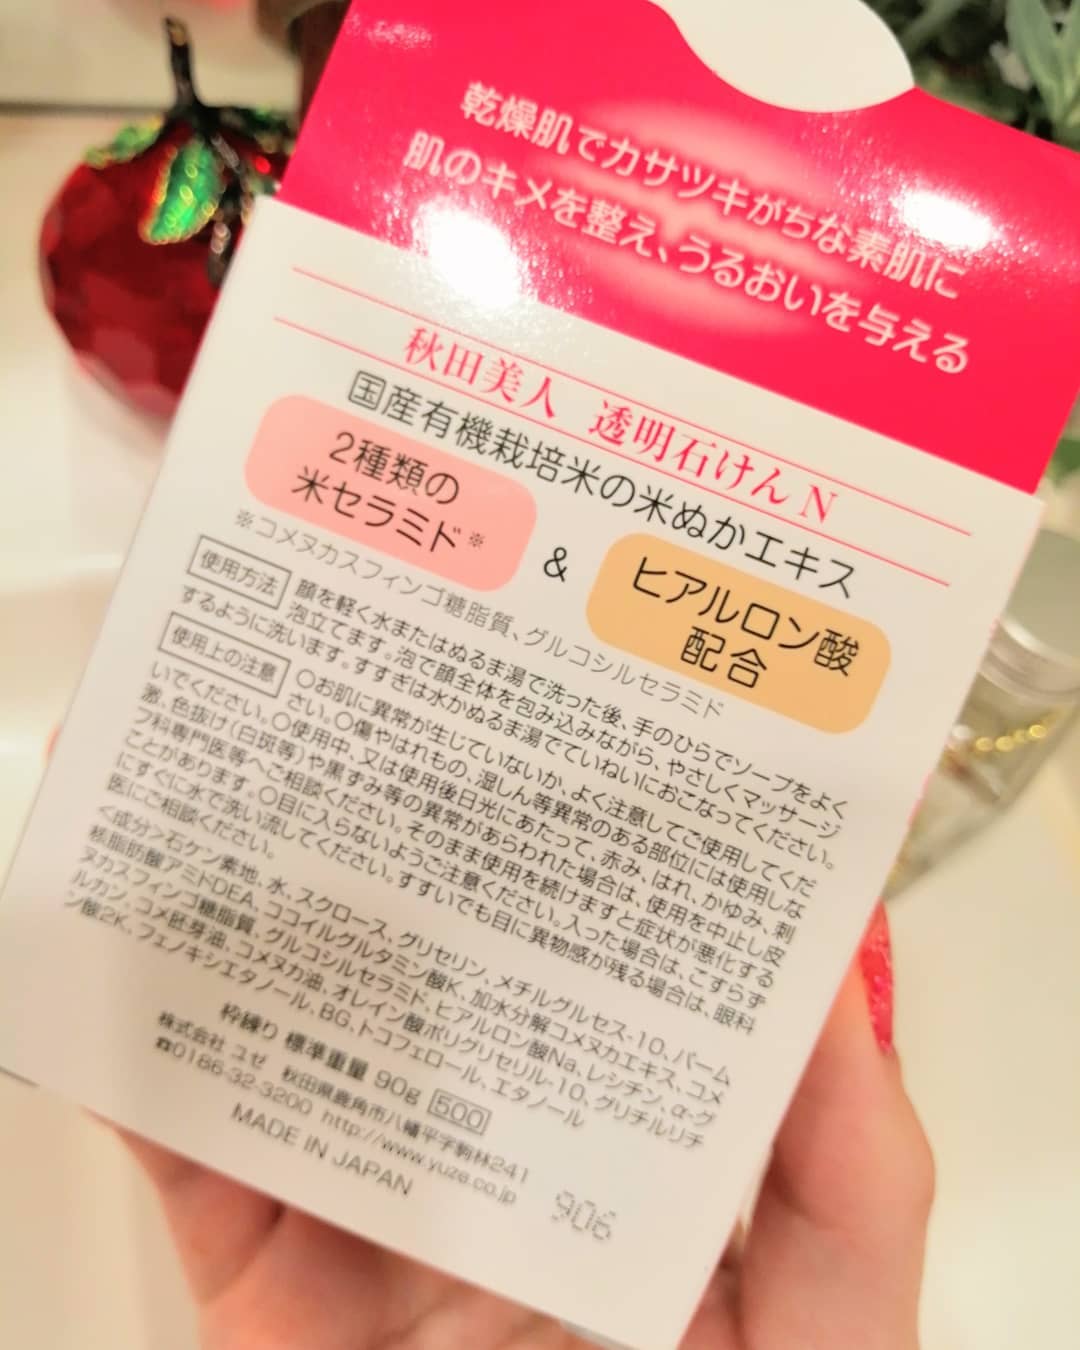 乾燥肌でカサツキがちな素肌に
肌のキメを整え、うるおいを与える
秋田美人 透明石けん N
国産有機栽培米の米ぬかエキス
2種類の
米セラミド※
&
ヒアルロン酸
配合
※コメヌカスフィンゴ糖脂質、グルコシルセラミド
使用方法
顔を軽く水またはぬるま湯で洗った後、手のひらでソープをよく
泡立てます。泡で顔全体を包み込みながら、やさしくマッサージ
するように洗います。すすぎは水かぬるま湯でていねいにおこなってください。
使用上の注意
○お肌に異常が生じていないか、よく注意してご使用してくだ
さい。○傷やはれもの、湿しん等異常のある部位には使用しな
いでください。○使用中、又は使用後日光にあたって、赤み、はれ、かゆみ、刺
激、色抜け(白斑等)や黒ずみ等の異常があらわれた場合は、使用を中止し皮
フ科専門医等へご相談ください。そのまま使用を続けますと症状が悪化する
ことがあります。○目に入らないようご注意ください。入った場合は、こすらず
にすぐに水で洗い流してください。すすいでも目に異物感が残る場合は、眼科
医にご相談ください。
<成分>石ケン素地、水、スクロース、グリセリン、メチルグルセス-10、パーム
核脂肪酸アミドDEA、ココイルグルタミン酸K、加水分解コメヌカエキス、コメ
ヌカスフィンゴ糖脂質、グルコシルセラミド、ヒアルロン酸Na、レシチン、α-グ
ルカン、コメ胚芽油、コメヌカ油、オレイン酸ポリグリセリル-10、グリチルリチ
ン酸2K、フェノキシエタノール、BG、トコフェロール、エタノール
枠練り 標準重量 90g 500
株式会社 ユゼ 秋田県鹿角市八幡平字駒林241
☎0186-32-3200 http://www.yuze.co.jp
MADE IN JAPAN
906